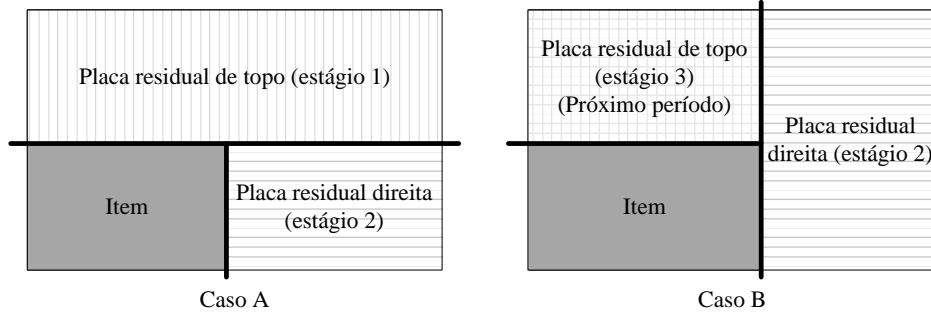 Placa residual de topo (estágio 1)
Item
Placa residual direita
(estágio 2)
Caso A
Placa residual de topo
(estágio 3)
(Próximo período)
Placa residual
direita (estágio 2)
Item
Caso B